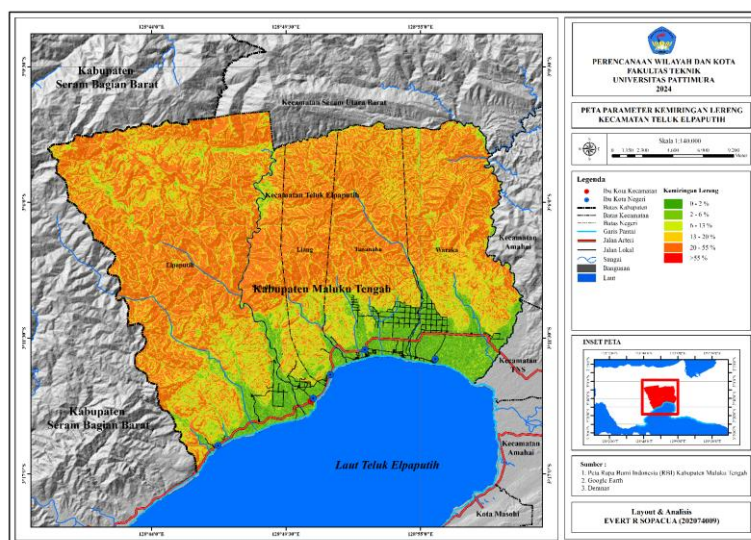 Kabupaten
Seram Bagian Barat
Kecamatan Seram Utara Barat
Kecamatan Teluk Elpaputih
Liang
Waraka
Elpaputih
Kecamatan
Amahai
Kabupaten Maluku Tengah
Kecamatan
TNS
Kabupaten
Seram Bagian Barat
Laut Teluk Elpaputih
Kecamatan
Amahai
Kota Masohi
PERENCANAAN WILAYAH DAN KOTA
FAKULTAS TEKNIK
UNIVERSITAS PATTIMURA
2024
PETA PARAMETER KEMIRINGAN LERENG
KECAMATAN TELUK ELPAPUTIH
Skala 1:140.000
Legenda
Ibu Kota Kecamatan
Ibu Kota Negeri
Batas Kabupaten
Batas Kecamatan
Batas Negeri
Garis Pantai
Jalan Arteri
Jalan Lokal
Sungai
Bangunan
Laut
Kemiringan Lereng
0 - 2 %
2 - 6 %
6 - 13 %
13 - 20 %
20 - 55 %
>55 %
INSET PETA
Sumber :
1. Peta Rupa Bumi Indonesia (RBI) Kabupaten Maluku Tengah
2. Google Earth
3. Demnas
Layout & Analisis
EVERT R SOPACUA (202074009)